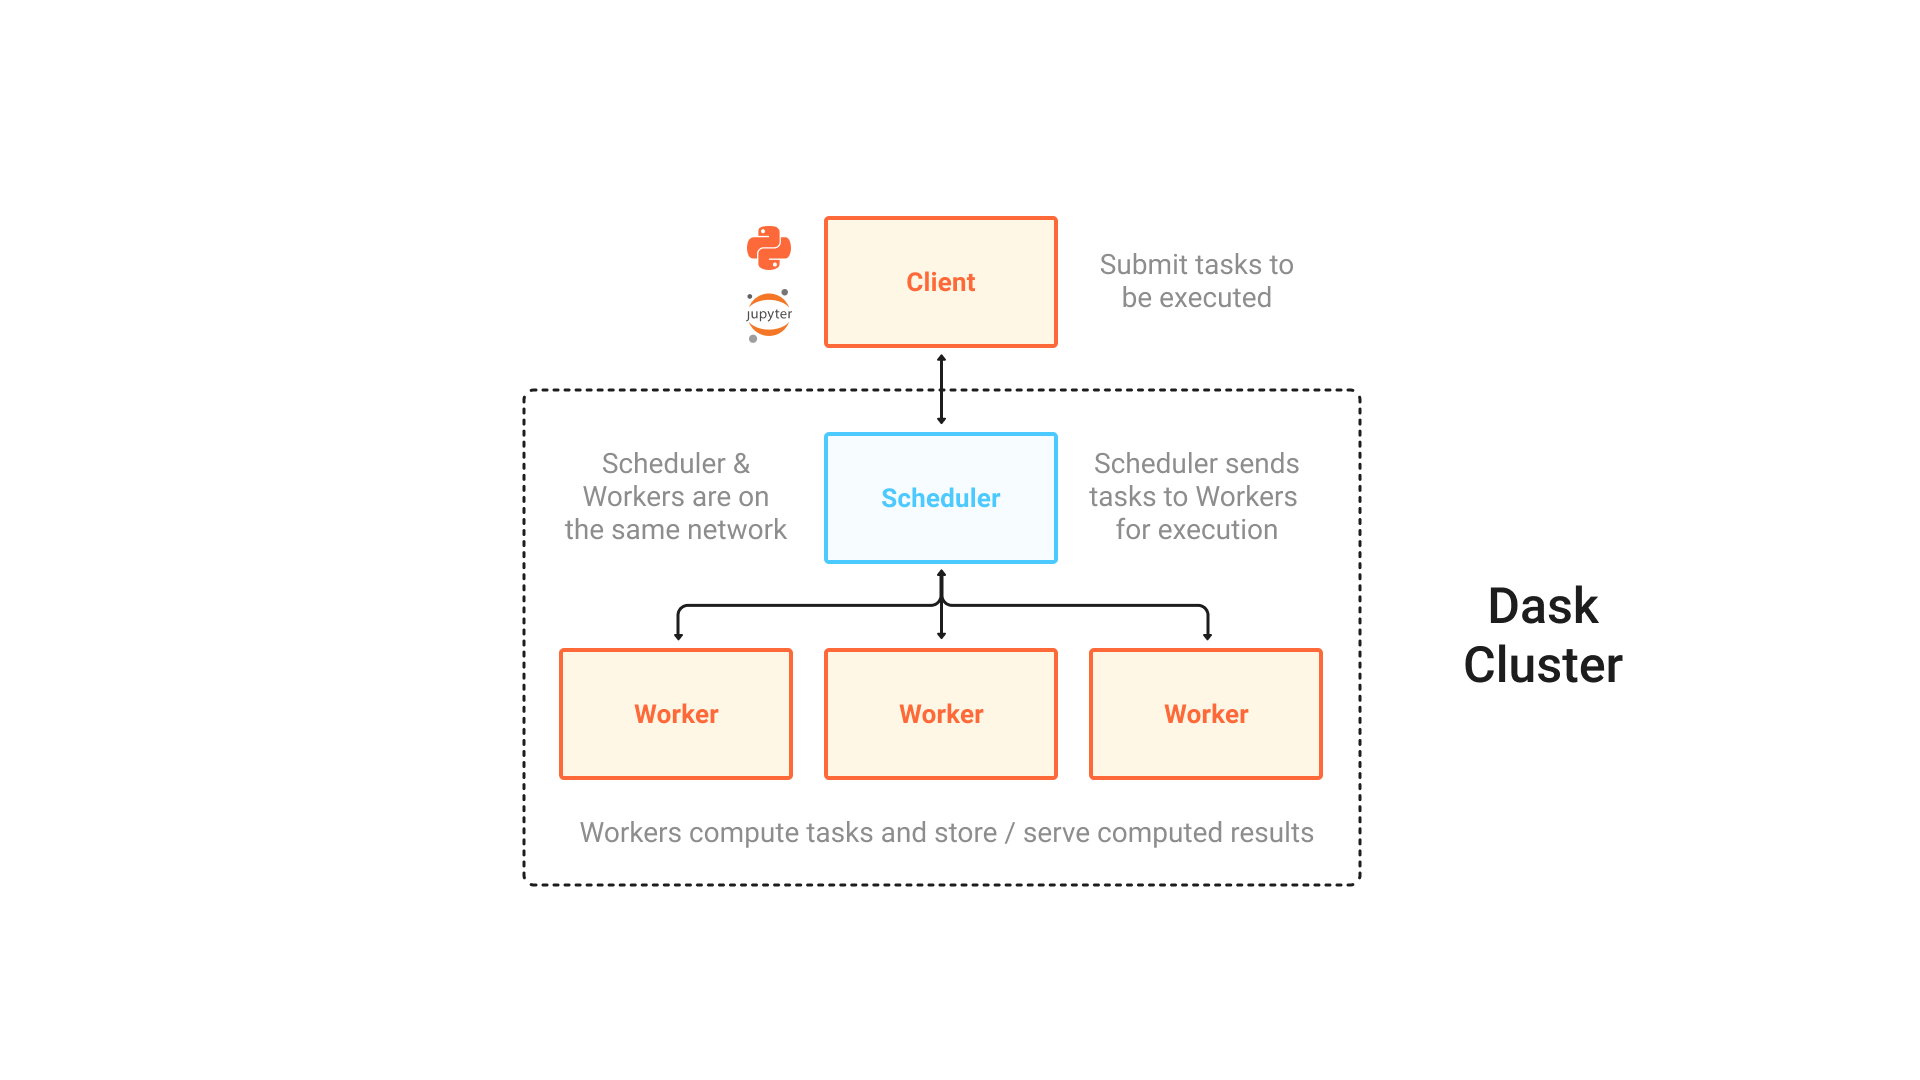 jupyter
Client
Submit tasks to
be executed
Scheduler &
Workers are on
the same network
Scheduler
Scheduler sends
tasks to Workers
for execution
Dask
Cluster
Worker
Worker
Worker
Workers compute tasks and store / serve computed results